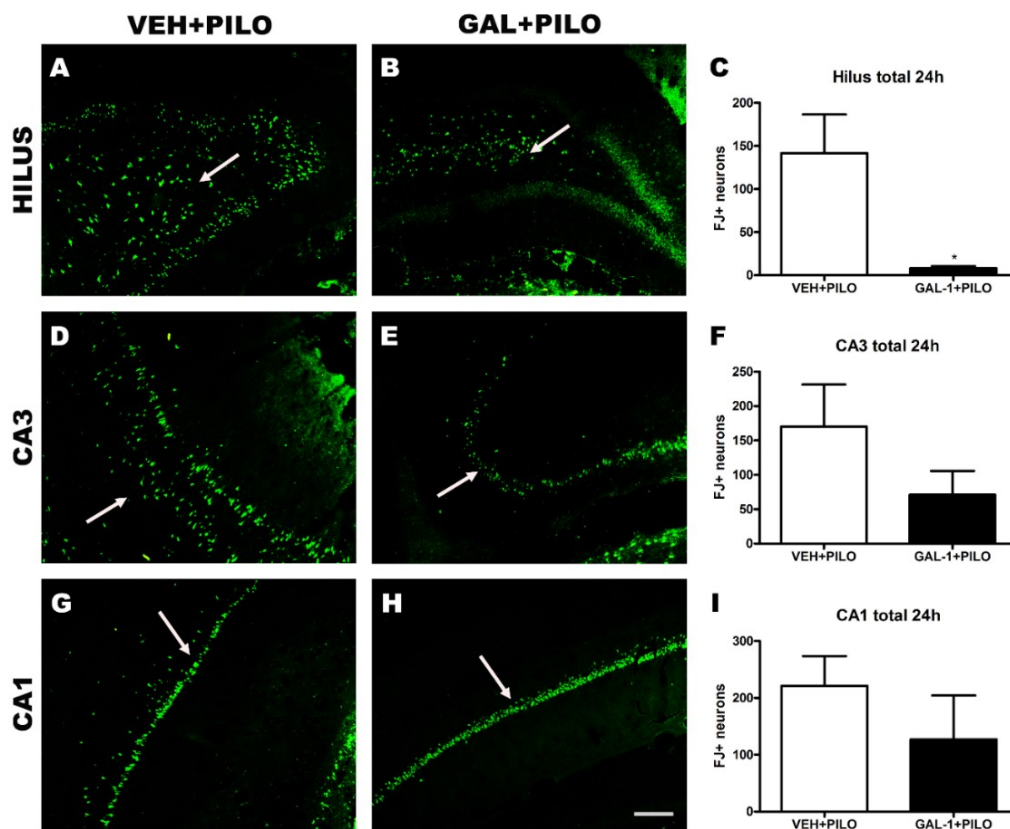 VEH+PILO
GAL+PILO
HILUS
A
B
C
Hilus total 24h
FJ+ neurons
200
150
100
50
0
*
VEH+PILO
GAL-1+PILO
CA3
D
E
F
CA3 total 24h
FJ+ neurons
250
200
150
100
50
0
VEH+PILO
GAL-1+PILO
CA1
G
H
I
CA1 total 24h
FJ+ neurons
300
200
100
0
VEH+PILO
GAL-1+PILO